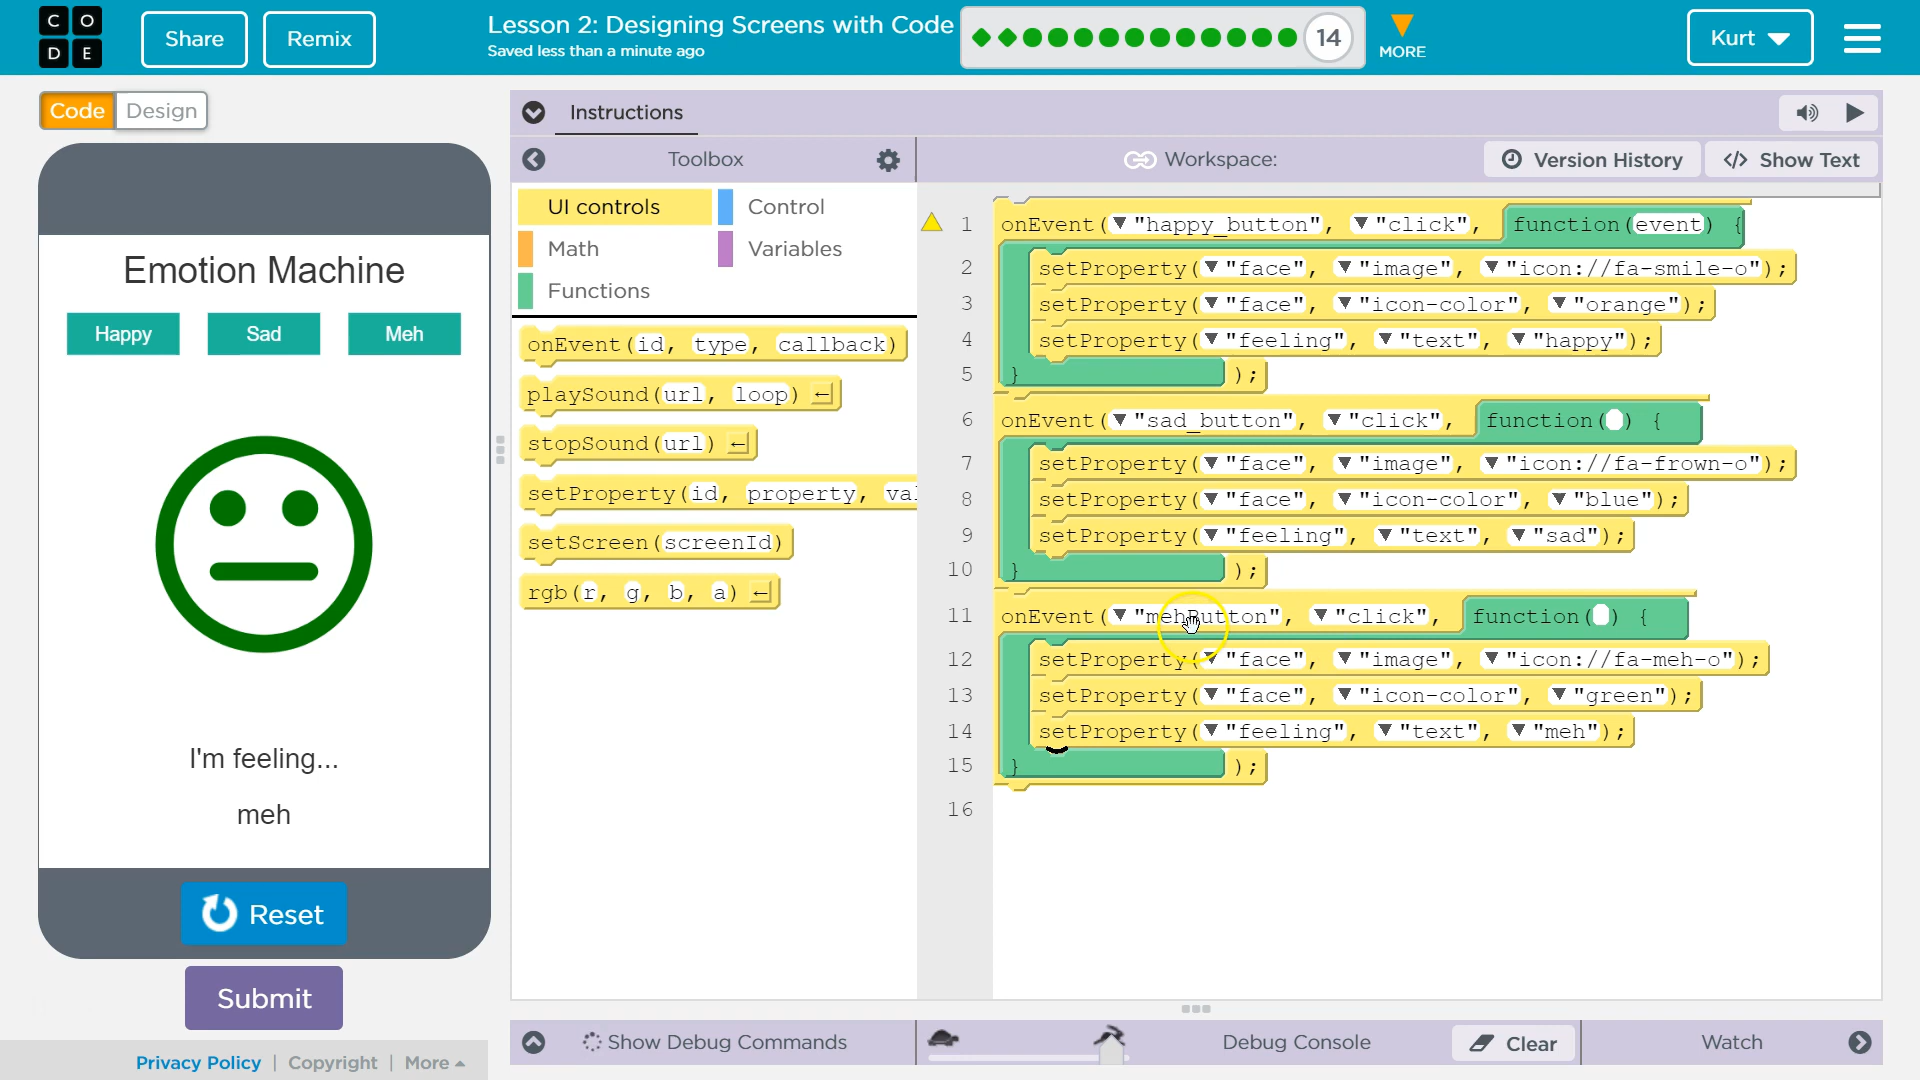 C O
D E
Share
Remix
Lesson 2: Designing Screens with Code
Saved less than a minute ago
14
MORE
Kurt
Code
Design
Instructions
Toolbox
Workspace:
Version History
</> Show Text
Emotion Machine
Happy
Sad
Meh
I'm feeling...
meh
Reset
Submit
Privacy Policy | Copyright | More
UI controls
Control
Math
Variables
Functions
onEvent(id, type, callback)
playSound(url, loop)
stopSound(url)
setProperty(id, property, val
setScreen(screenId)
rgb(r, g, b, a)
1 onEvent("happy_button", "click", function(event) {
2 setProperty("face", "image", "icon://fa-smile-o");
3 setProperty("face", "icon-color", "orange");
4 setProperty("feeling", "text", "happy");
5 } );
6 onEvent("sad_button", "click", function( ) {
7 setProperty("face", "image", "icon://fa-frown-o");
8 setProperty("face", "icon-color", "blue");
9 setProperty("feeling", "text", "sad");
10 } );
11 onEvent("mehButton", "click", function( ) {
12 setProperty("face", "image", "icon://fa-meh-o");
13 setProperty("face", "icon-color", "green");
14 setProperty("feeling", "text", "meh");
15 } );
16
Show Debug Commands
Debug Console
Clear
Watch